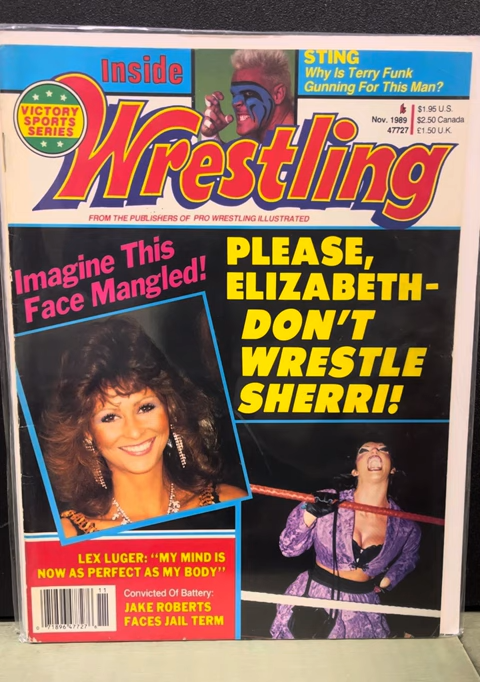 Inside
STING
Why Is Terry Funk
Gunning For This Man?
VICTORY
SPORTS
SERIES
Nov. 1989
47727
$1.95 U.S.
$2.50 Canada
£1.50 U.K.
Wrestling
FROM THE PUBLISHERS OF PRO WRESTLING ILLUSTRATED
Imagine This
Face Mangled!
PLEASE,
ELIZABETH-
DON'T
WRESTLE
SHERRI!
LEX LUGER: "MY MIND IS
NOW AS PERFECT AS MY BODY"
Convicted Of Battery:
JAKE ROBERTS
FACES JAIL TERM
11
71896 47727